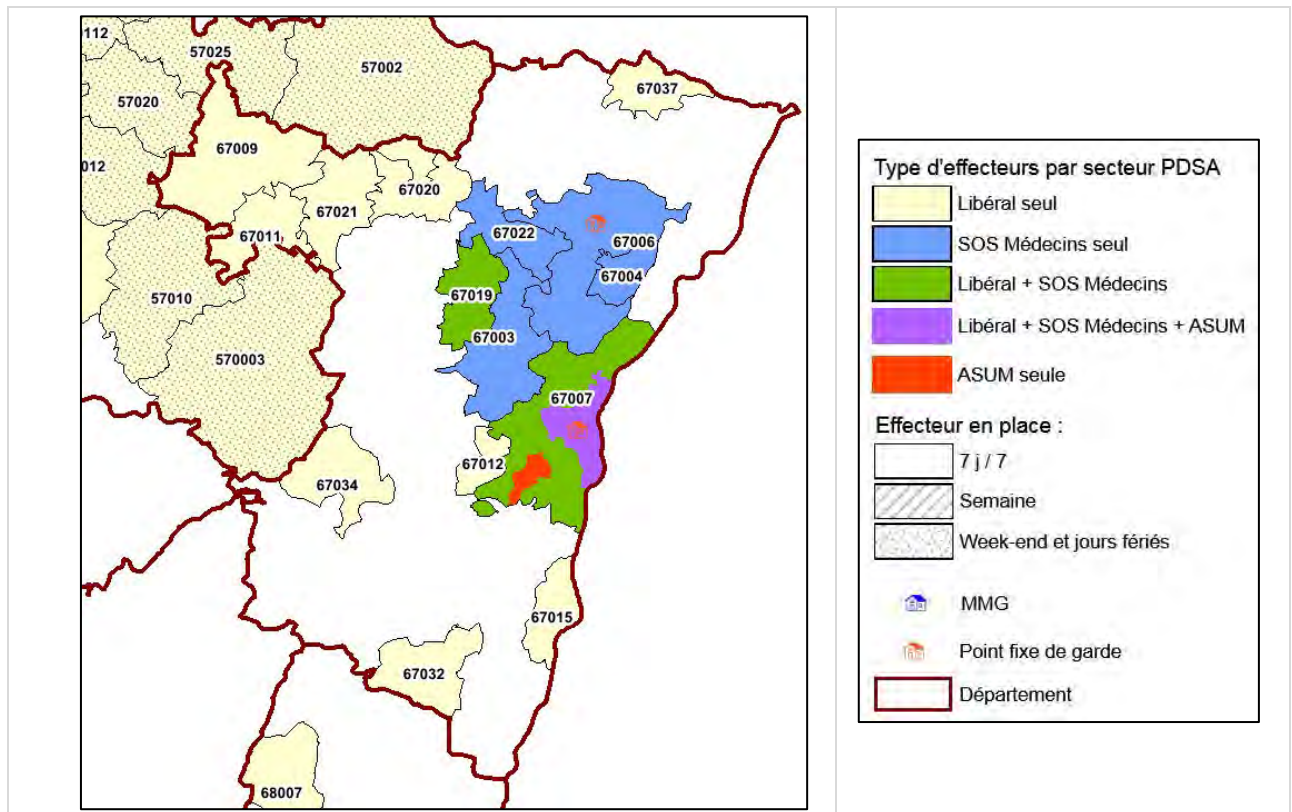 112
57025
57002
67037
57020
67009
012
67020
67021
67022
67006
67011
67004
57010
67019
67003
570003
67007
67012
67034
67015
67032
68007
Type d'effecteurs par secteur PDSA
Libéral seul
SOS Médecins seul
Libéral + SOS Médecins
Libéral + SOS Médecins + ASUM
ASUM seule
Effecteur en place :
7 j / 7
Semaine
Week-end et jours fériés
MMG
Point fixe de garde
Département